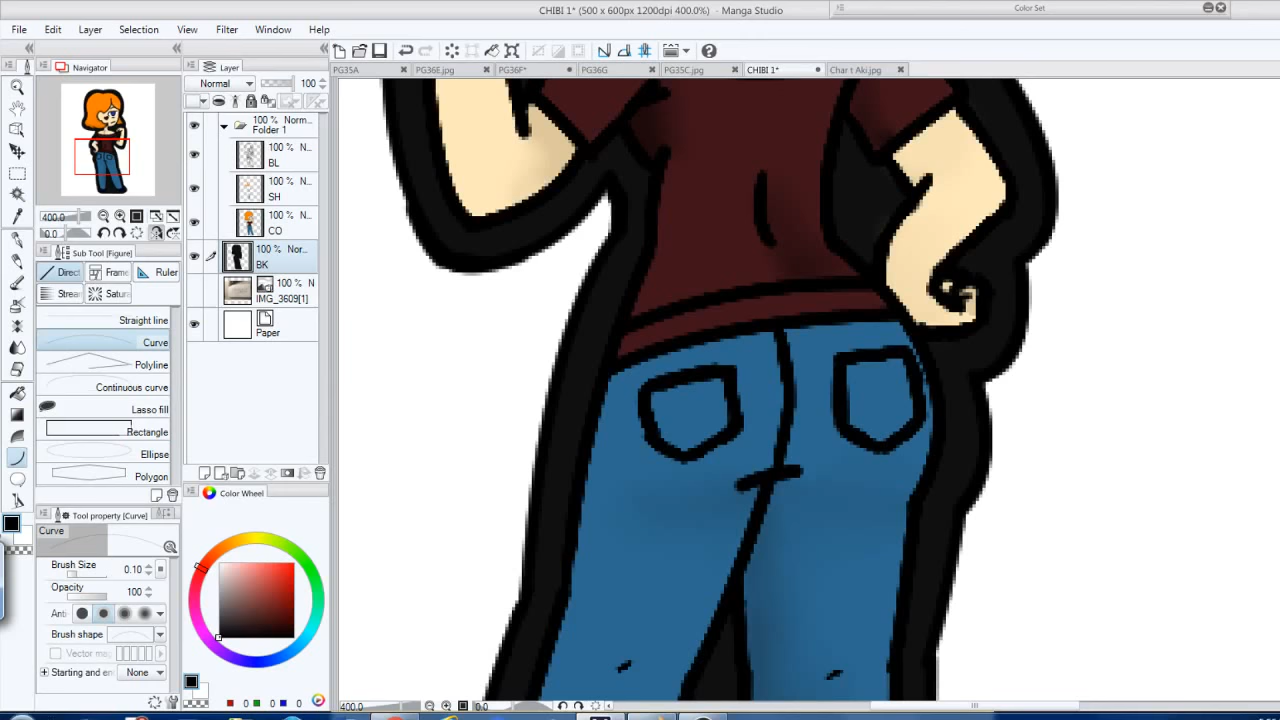 CHIBI 1* (500 x 600px 1200dpi 400.0%) - Manga Studio
Color Set
File Edit Layer Selection View Filter Window Help
Navigator
Layer
PG35A PG36E.jpg PG36F* PG36G PG35C.jpg CHIBI 1* Char t Aki.jpg
Normal 100
100 % Norm...
Folder 1
100 % N...
BL
100 % N...
SH
100 % N...
CO
400.0
0.0
100 % Nor...
BK
Sub Tool [Figure]
Direct Frame Ruler
100 % N
IMG_3609[1]
Strea Satura
Straight line
Paper
Curve
Polyline
Continuous curve
Lasso fill
Rectangle
Ellipse
Polygon
Color Wheel
Tool property [Curve]
Curve
Brush Size 0.10
Opacity 100
Anti-
Brush shape
Vector ma
Starting and en None
0 0 0
400.0 0.0